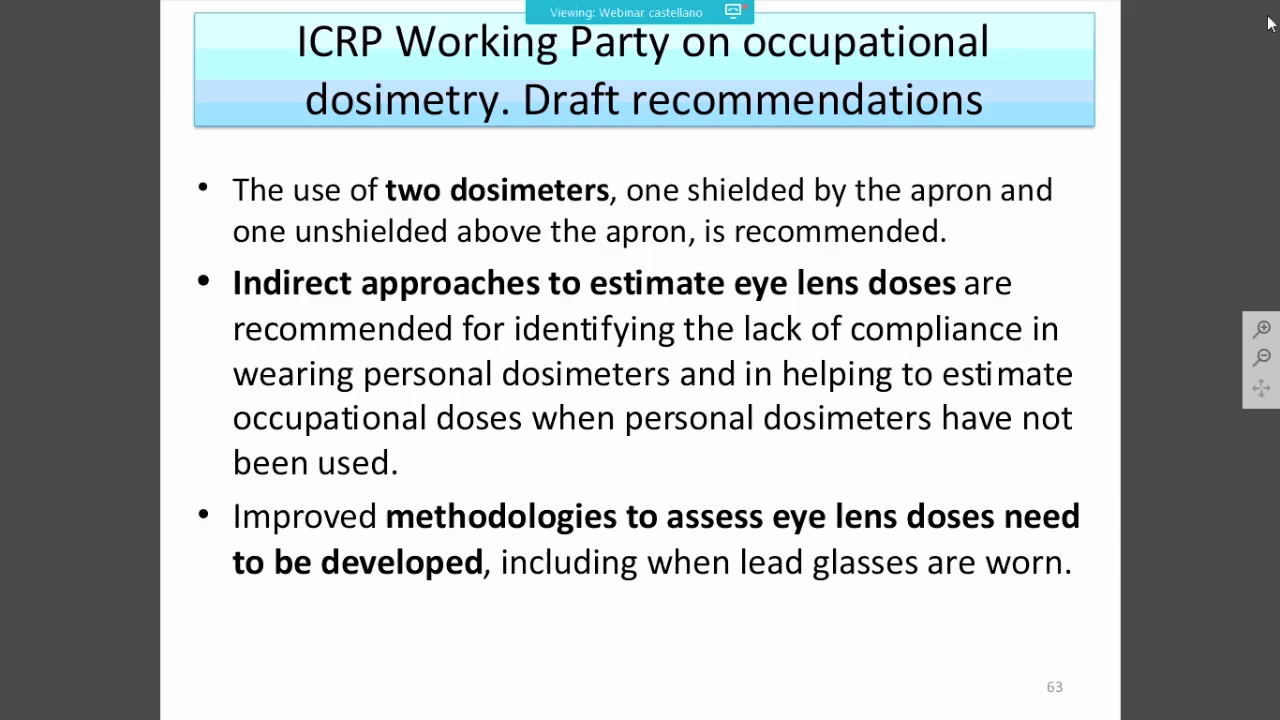 Viewing: Webinar castellano
ICRP Working Party on occupational
dosimetry. Draft recommendations
• The use of two dosimeters, one shielded by the apron and
one unshielded above the apron, is recommended.
• Indirect approaches to estimate eye lens doses are
recommended for identifying the lack of compliance in
wearing personal dosimeters and in helping to estimate
occupational doses when personal dosimeters have not
been used.
• Improved methodologies to assess eye lens doses need
to be developed, including when lead glasses are worn.
63